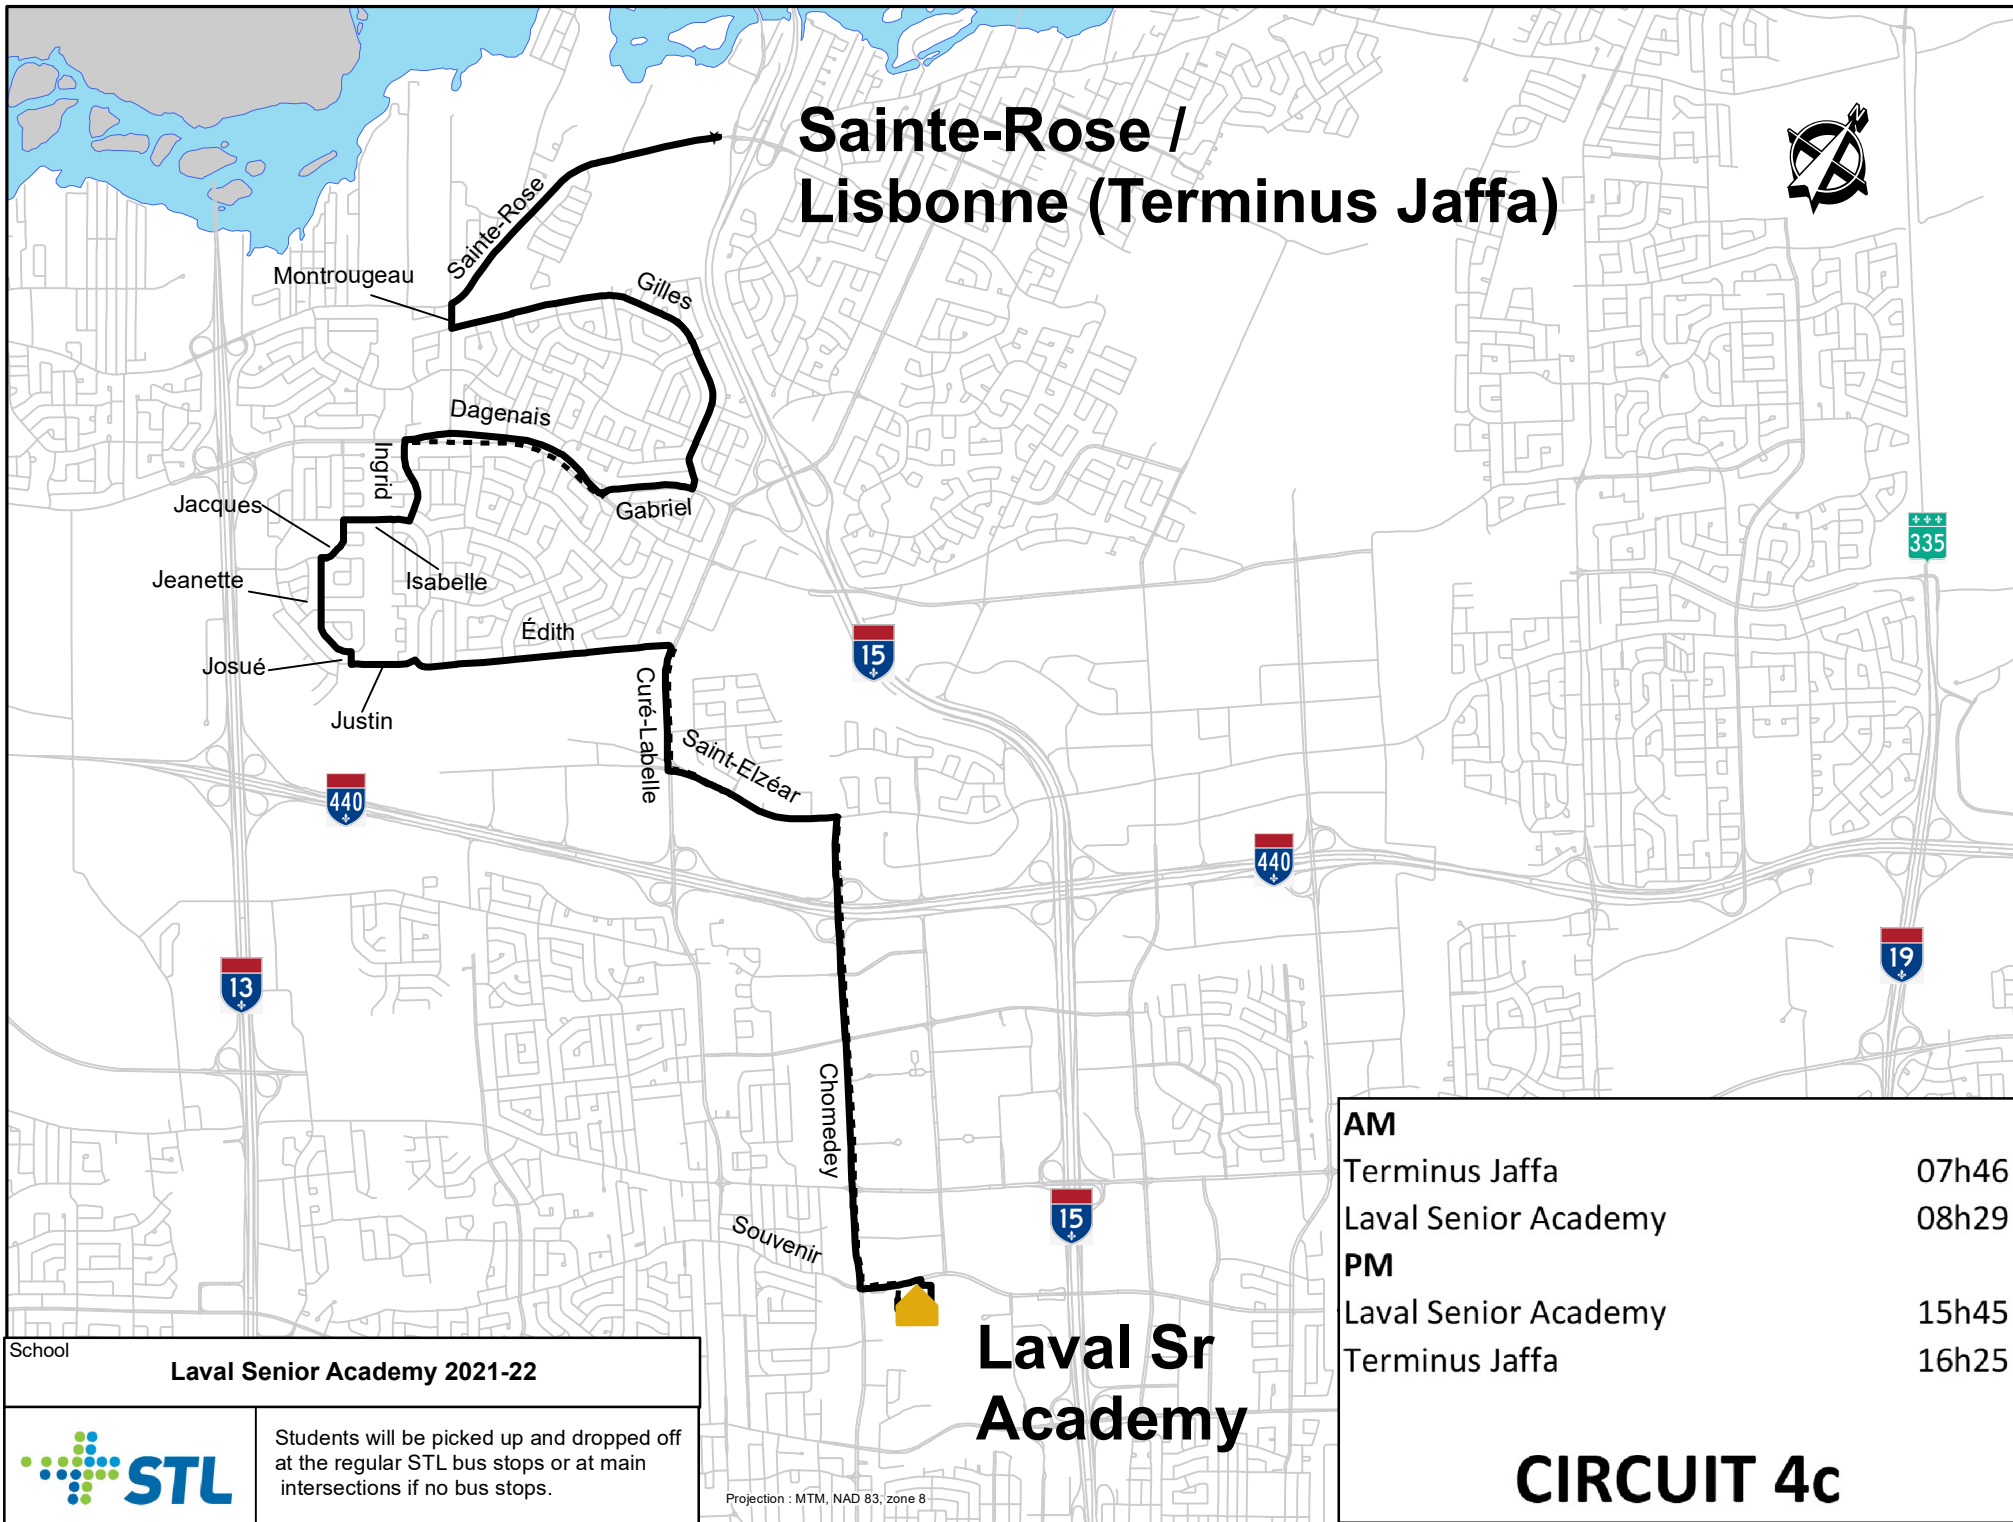 Sainte-Rose /
Lisbonne (Terminus Jaffa)
N
Sainte-Rose
Montrougeau
Gilles
Dagenais
Ingrid
Jacques
Gabriel
Isabelle
Jeanette
Édith
Josué
Justin
Curé-Labelle
Saint-Elzéar
335
15
440
440
13
19
Chomedey
15
Souvenir
Laval Sr
Academy
AM
Terminus Jaffa 07h46
Laval Senior Academy 08h29
PM
Laval Senior Academy 15h45
Terminus Jaffa 16h25
CIRCUIT 4c
School
Laval Senior Academy 2021-22
STL
Students will be picked up and dropped off
at the regular STL bus stops or at main
intersections if no bus stops.
Projection : MTM, NAD 83, zone 8